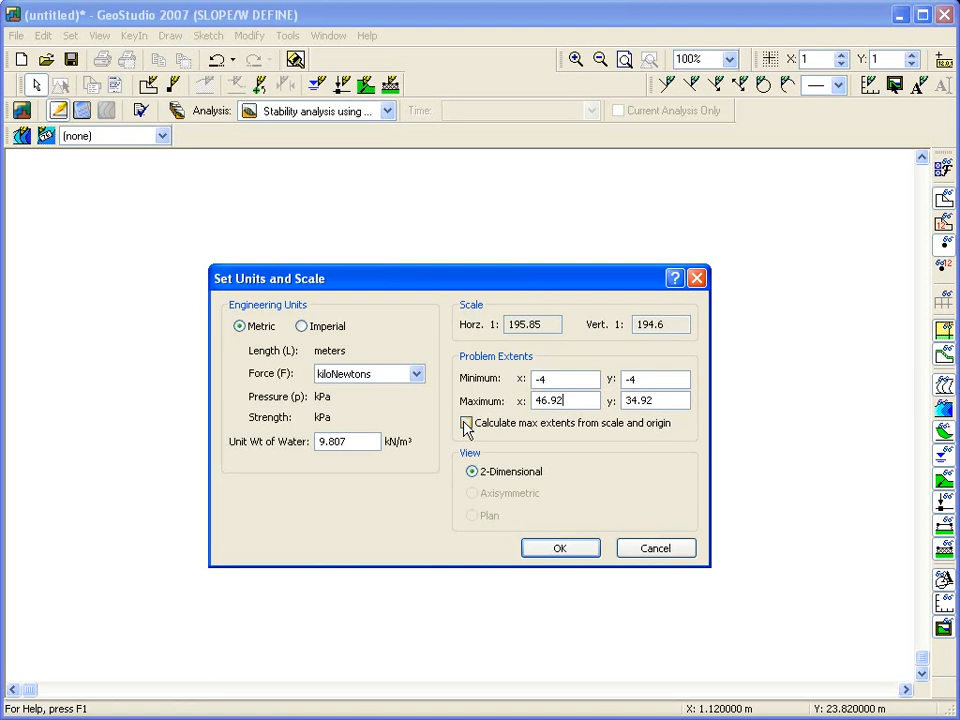 (untitled)* - GeoStudio 2007 (SLOPE/W DEFINE)
File Edit Set View KeyIn Draw Sketch Modify Tools Window Help
100% X: 1 Y: 1
Analysis: Stability analysis using ... Time: Current Analysis Only
(none)
Set Units and Scale
Engineering Units
Metric Imperial
Length (L): meters
Force (F): kiloNewtons
Pressure (p): kPa
Strength: kPa
Unit Wt of Water: 9.807 kN/m³
Scale
Horz. 1: 195.85 Vert. 1: 194.6
Problem Extents
Minimum: x: -4 y: -4
Maximum: x: 46.92 y: 34.92
Calculate max extents from scale and origin
View
2-Dimensional
Axisymmetric
Plan
OK Cancel
For Help, press F1 X: 1.120000 m Y: 23.820000 m